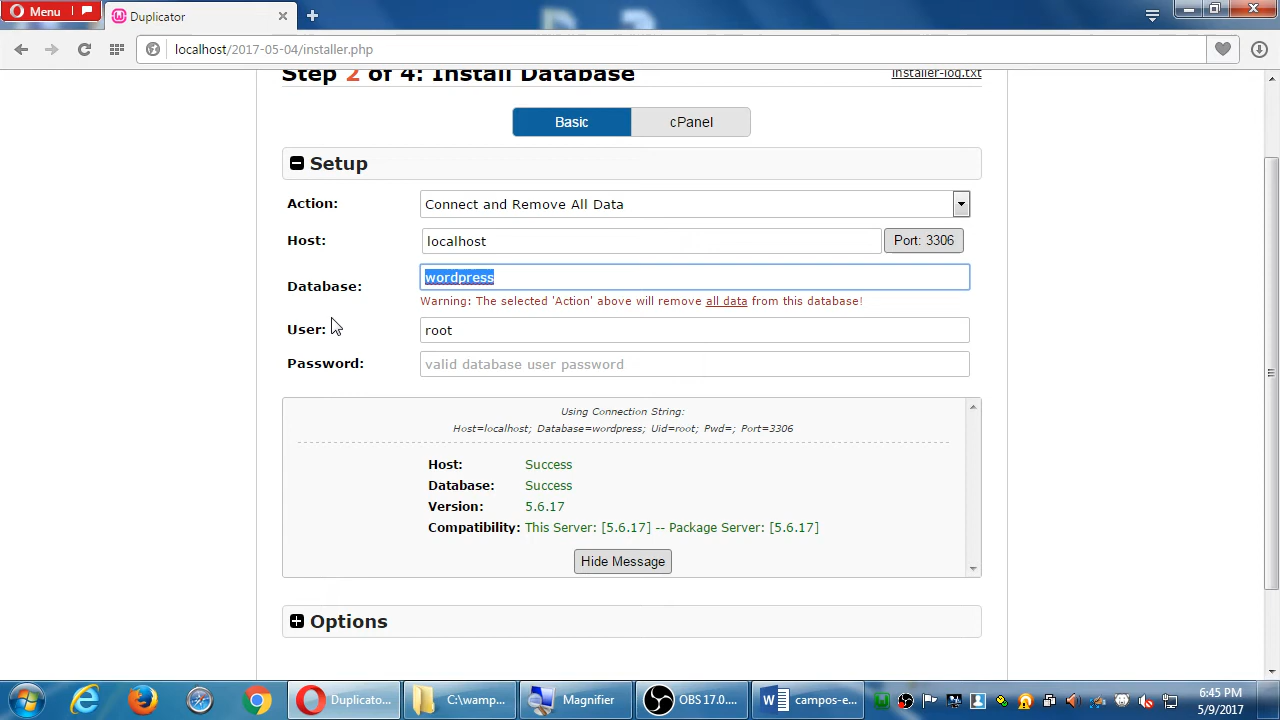 Menu
Duplicator
localhost/2017-05-04/installer.php
Step 2 of 4: Install Database
installer-log.txt
Basic
cPanel
Setup
Action:
Connect and Remove All Data
Host:
localhost
Port: 3306
Database:
wordpress
Warning: The selected 'Action' above will remove all data from this database!
User:
root
Password:
valid database user password
Using Connection String:
Host=localhost; Database=wordpress; Uid=root; Pwd=; Port=3306
Host: Success
Database: Success
Version: 5.6.17
Compatibility: This Server: [5.6.17] -- Package Server: [5.6.17]
Hide Message
Options
Duplicato...
C:\wamp...
Magnifier
OBS 17.0....
campos-e...
6:45 PM
5/9/2017